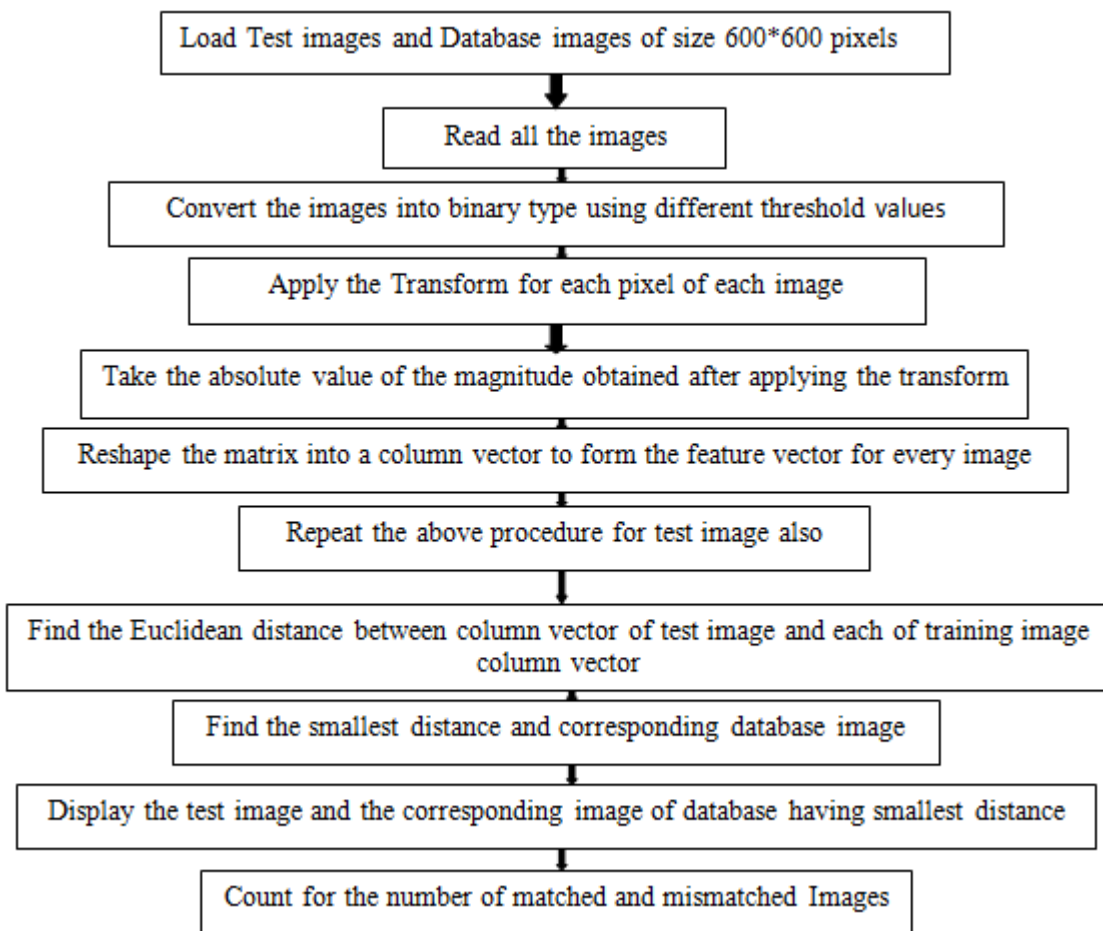 Load Test images and Database images of size 600*600 pixels
Read all the images
Convert the images into binary type using different threshold values
Apply the Transform for each pixel of each image
Take the absolute value of the magnitude obtained after applying the transform
Reshape the matrix into a column vector to form the feature vector for every image
Repeat the above procedure for test image also
Find the Euclidean distance between column vector of test image and each of training image
column vector
Find the smallest distance and corresponding database image
Display the test image and the corresponding image of database having smallest distance
Count for the number of matched and mismatched Images